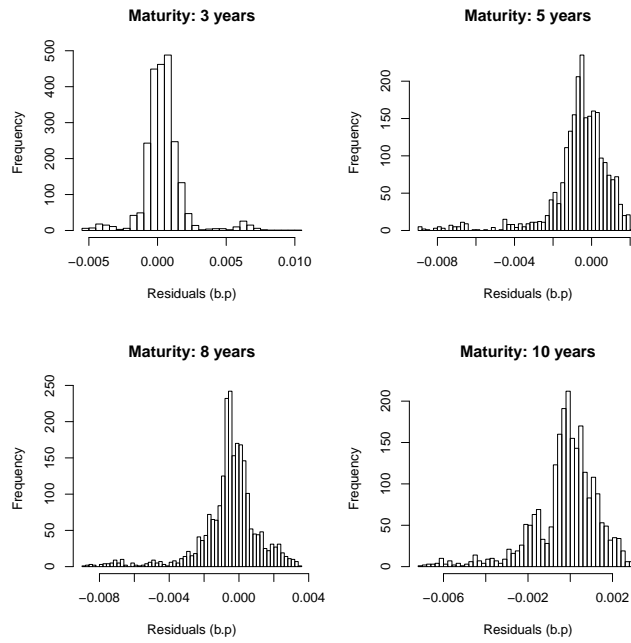 Maturity: 3 years
Frequency
0 100 200 300 400 500
−0.005 0.000 0.005 0.010
Residuals (b.p)
Maturity: 5 years
Frequency
0 50 100 150 200
−0.008 −0.004 0.000
Residuals (b.p)
Maturity: 8 years
Frequency
0 50 100 150 200 250
−0.008 −0.004 0.000 0.004
Residuals (b.p)
Maturity: 10 years
Frequency
0 50 100 150 200
−0.006 −0.002 0.002
Residuals (b.p)